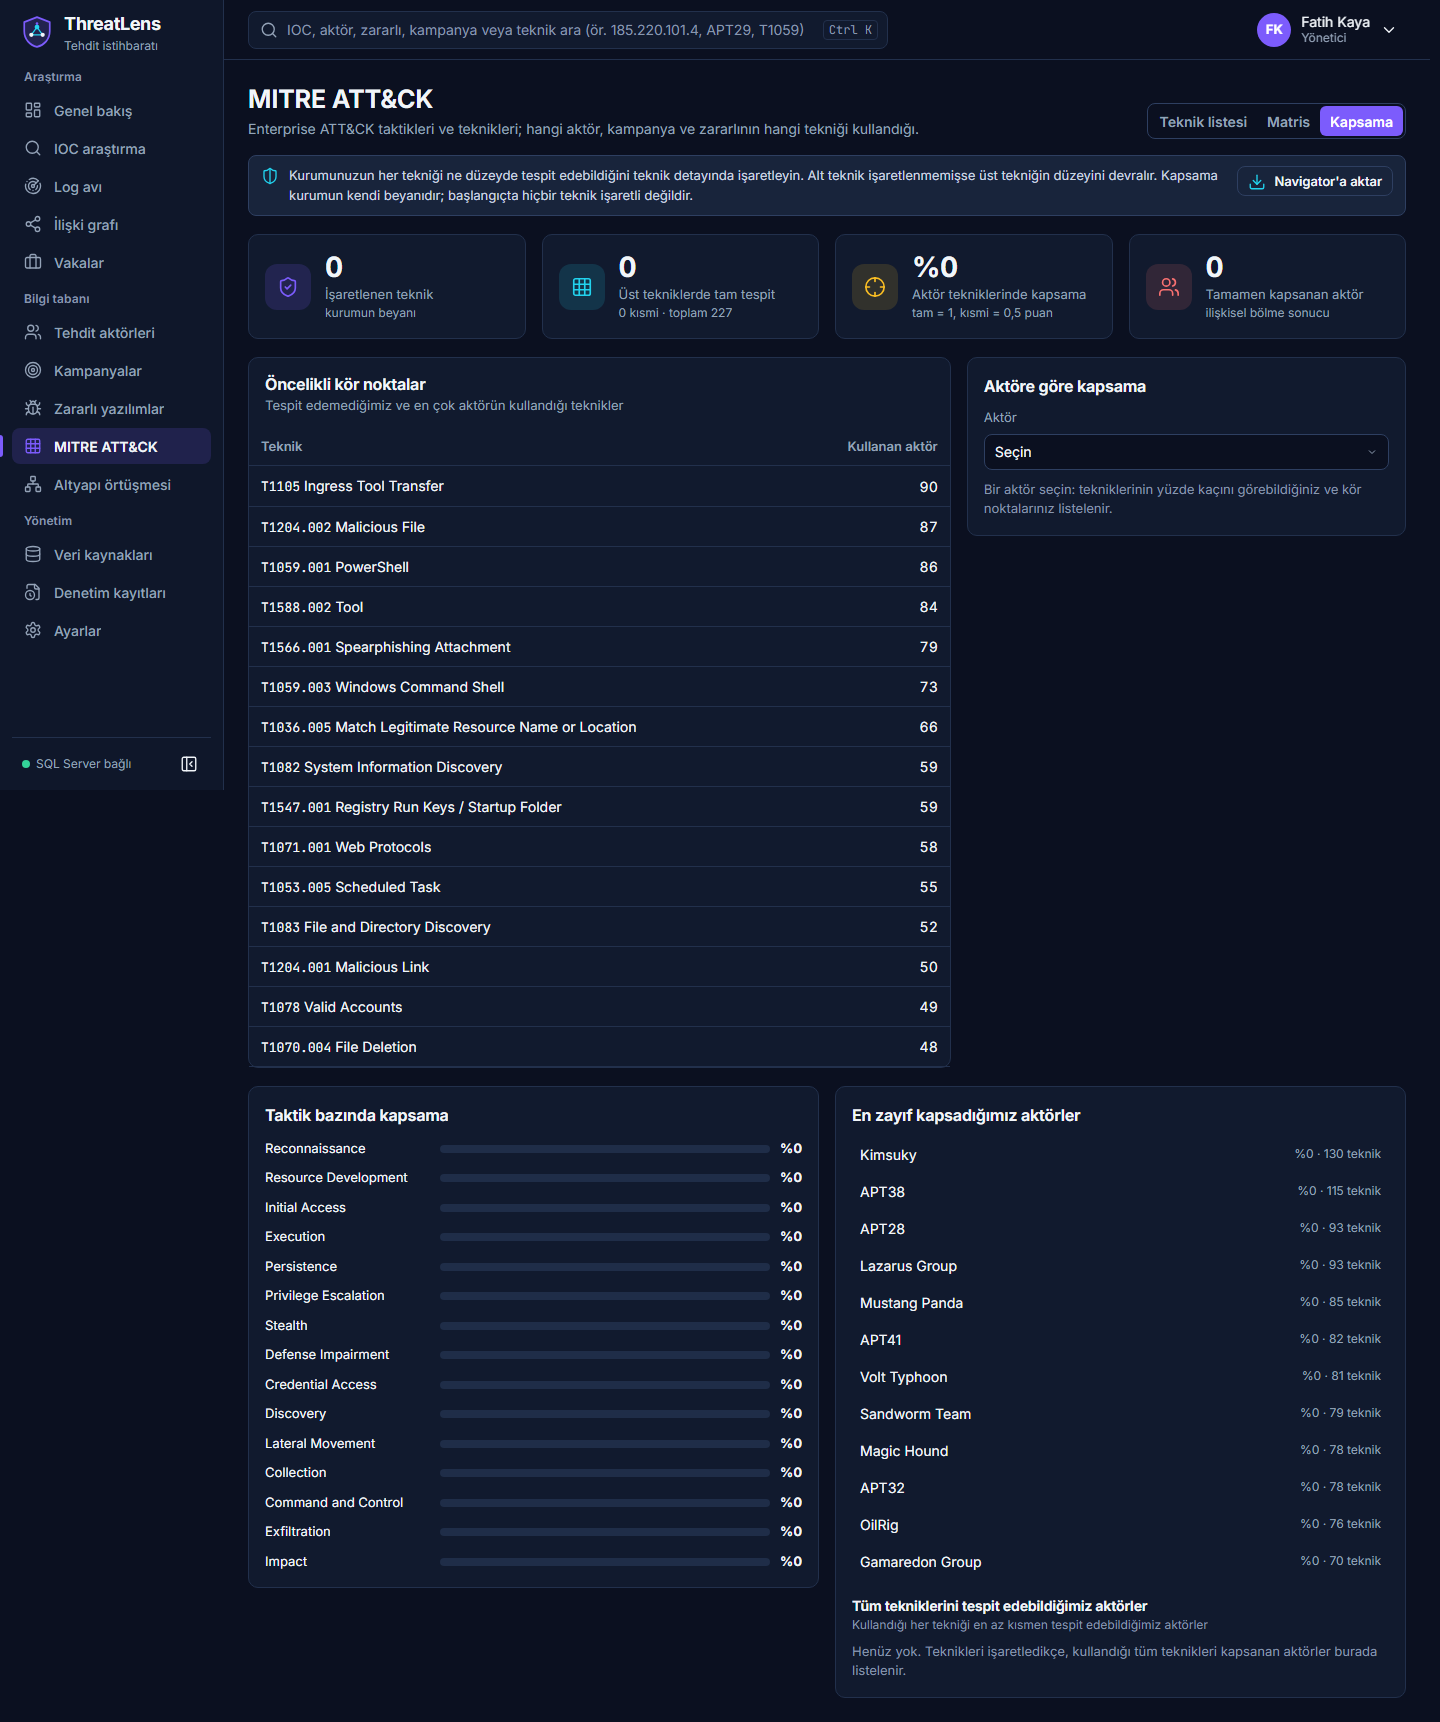 ThreatLens
Tehdit istihbaratı
Araştırma
Genel bakış
IOC araştırma
Log avı
İlişki grafı
Vakalar
Bilgi tabanı
Tehdit aktörleri
Kampanyalar
Zararlı yazılımlar
MITRE ATT&CK
Altyapı örtüşmesi
Yönetim
Veri kaynakları
Denetim kayıtları
Ayarlar
SQL Server bağlı
IOC, aktör, zararlı, kampanya veya teknik ara (ör. 185.220.101.4, APT29, T1059) Ctrl K
FK Fatih Kaya
Yönetici
MITRE ATT&CK
Enterprise ATT&CK taktikleri ve teknikleri; hangi aktör, kampanya ve zararlının hangi tekniği kullandığı.
Teknik listesi Matris Kapsama
Kurumunuzun her tekniği ne düzeyde tespit edebildiğini teknik detayında işaretleyin. Alt teknik işaretlenmemişse üst tekniğin düzeyini devralır. Kapsama
kurumun kendi beyanıdır; başlangıçta hiçbir teknik işaretli değildir.
Navigator'a aktar
0
İşaretlenen teknik
kurumun beyanı
0
Üst tekniklerde tam tespit
0 kısmi · toplam 227
%0
Aktör tekniklerinde kapsama
tam = 1, kısmi = 0,5 puan
0
Tamamen kapsanan aktör
ilişkisel bölme sonucu
Öncelikli kör noktalar
Tespit edemediğimiz ve en çok aktörün kullandığı teknikler
Teknik Kullanan aktör
T1105 Ingress Tool Transfer 90
T1204.002 Malicious File 87
T1059.001 PowerShell 86
T1588.002 Tool 84
T1566.001 Spearphishing Attachment 79
T1059.003 Windows Command Shell 73
T1036.005 Match Legitimate Resource Name or Location 66
T1082 System Information Discovery 59
T1547.001 Registry Run Keys / Startup Folder 59
T1071.001 Web Protocols 58
T1053.005 Scheduled Task 55
T1083 File and Directory Discovery 52
T1204.001 Malicious Link 50
T1078 Valid Accounts 49
T1070.004 File Deletion 48
Aktöre göre kapsama
Aktör
Seçin
Bir aktör seçin: tekniklerinin yüzde kaçını görebildiğiniz ve kör
noktalarınız listelenir.
Taktik bazında kapsama
Reconnaissance %0
Resource Development %0
Initial Access %0
Execution %0
Persistence %0
Privilege Escalation %0
Stealth %0
Defense Impairment %0
Credential Access %0
Discovery %0
Lateral Movement %0
Collection %0
Command and Control %0
Exfiltration %0
Impact %0
En zayıf kapsadığımız aktörler
Kimsuky %0 · 130 teknik
APT38 %0 · 115 teknik
APT28 %0 · 93 teknik
Lazarus Group %0 · 93 teknik
Mustang Panda %0 · 85 teknik
APT41 %0 · 82 teknik
Volt Typhoon %0 · 81 teknik
Sandworm Team %0 · 79 teknik
Magic Hound %0 · 78 teknik
APT32 %0 · 78 teknik
OilRig %0 · 76 teknik
Gamaredon Group %0 · 70 teknik
Tüm tekniklerini tespit edebildiğimiz aktörler
Kullandığı her tekniği en az kısmen tespit edebildiğimiz aktörler
Henüz yok. Teknikleri işaretledikçe, kullandığı tüm teknikleri kapsanan aktörler burada
listelenir.